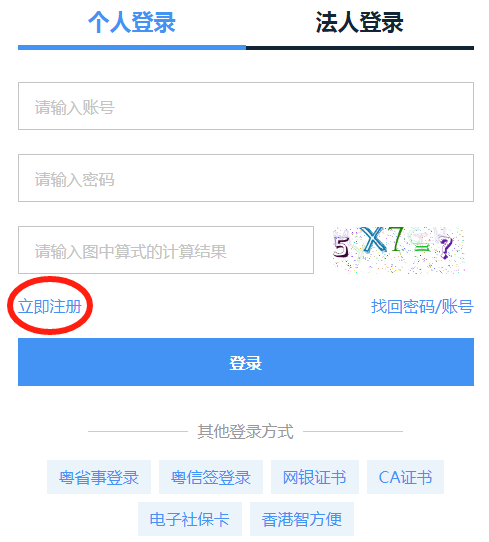 个人登录 法人登录
请输入账号
请输入密码
请输入图中算式的计算结果 5X7=?
立即注册 找回密码/账号
登录
其他登录方式
粤省事登录 粤信签登录 网银证书 CA证书
电子社保卡 香港智方便